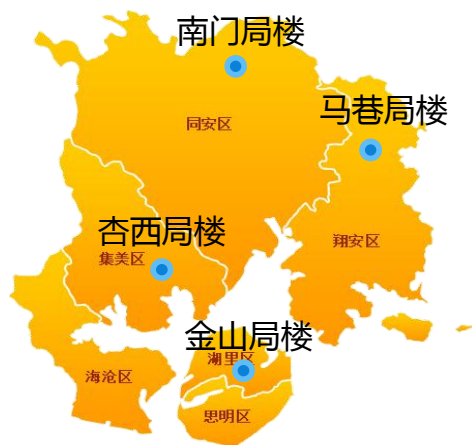 南门局楼
马巷局楼
同安区
杏西局楼
翔安区
集美区
金山局楼
湖里区
海沧区
思明区